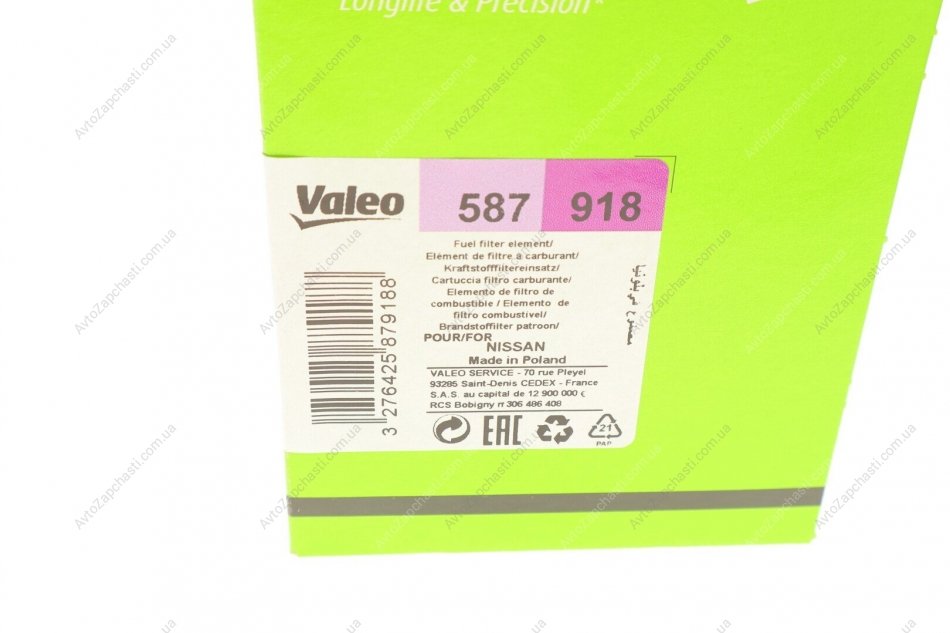 Longlife & Precision*
Valeo
587 918
Fuel filter element/
Elément de filtre a carburant/
Kraftstofffiltereinsatz/
Cartuccia filtro carburante/
Elemento de filtro de
combustible / Elemento de
filtro combustivel/
Brandstoffilter patroon/
POUR/FOR
NISSAN
Made in Poland
VALEO SERVICE - 70 rue Pleyel
93285 Saint-Denis CEDEX - France
S.A.S. au capital de 12 900 000 €
RCS Bobigny n 306 486 408
3 276425 879188
EAC
21
PAP
AvtoZapchasti.com.ua